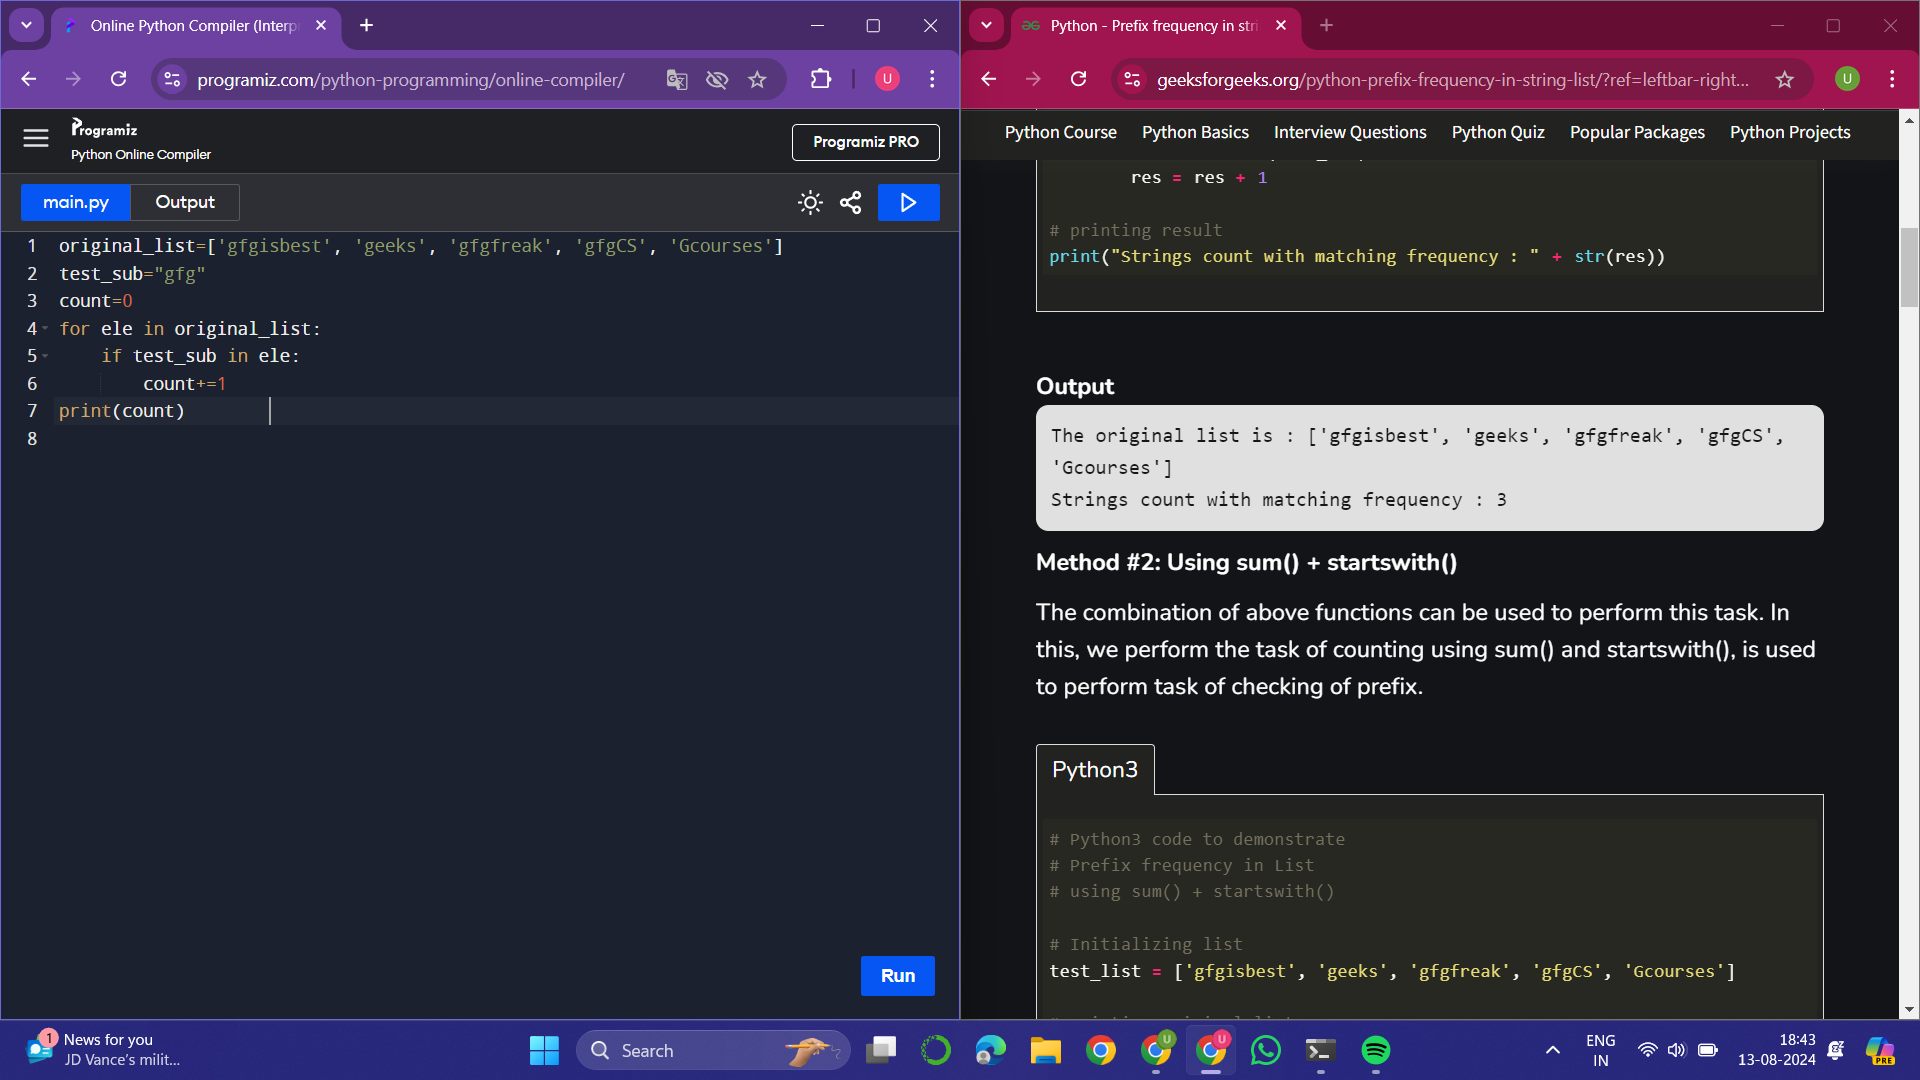 Online Python Compiler (Interp
programiz.com/python-programming/online-compiler/
U
Programiz
Python Online Compiler
Programiz PRO
main.py
Output
1 original_list=['gfgisbest', 'geeks', 'gfgfreak', 'gfgCS', 'Gcourses']
2 test_sub="gfg"
3 count=0
4 for ele in original_list:
5 if test_sub in ele:
6 count+=1
7 print(count)
8
Run
Python - Prefix frequency in stri
geeksforgeeks.org/python-prefix-frequency-in-string-list/?ref=leftbar-right...
U
Python Course Python Basics Interview Questions Python Quiz Popular Packages Python Projects
res = res + 1
# printing result
print("Strings count with matching frequency : " + str(res))
Output
The original list is : ['gfgisbest', 'geeks', 'gfgfreak', 'gfgCS',
'Gcourses']
Strings count with matching frequency : 3
Method #2: Using sum() + startswith()
The combination of above functions can be used to perform this task. In
this, we perform the task of counting using sum() and startswith(), is used
to perform task of checking of prefix.
Python3
# Python3 code to demonstrate
# Prefix frequency in List
# using sum() + startswith()
# Initializing list
test_list = ['gfgisbest', 'geeks', 'gfgfreak', 'gfgCS', 'Gcourses']
1
News for you
JD Vance's milit...
Search
U
U
ENG
IN
18:43
13-08-2024
PRE